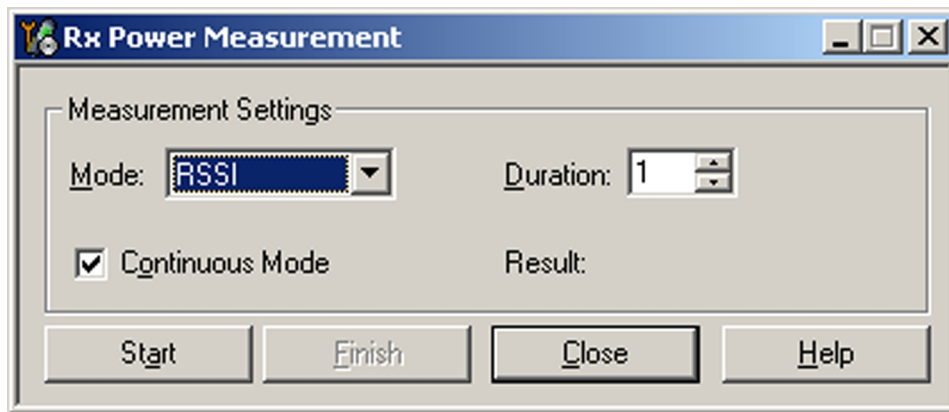 Rx Power Measurement
Measurement Settings
Mode: RSSI Duration: 1
Continuous Mode Result:
Start Finish Close Help